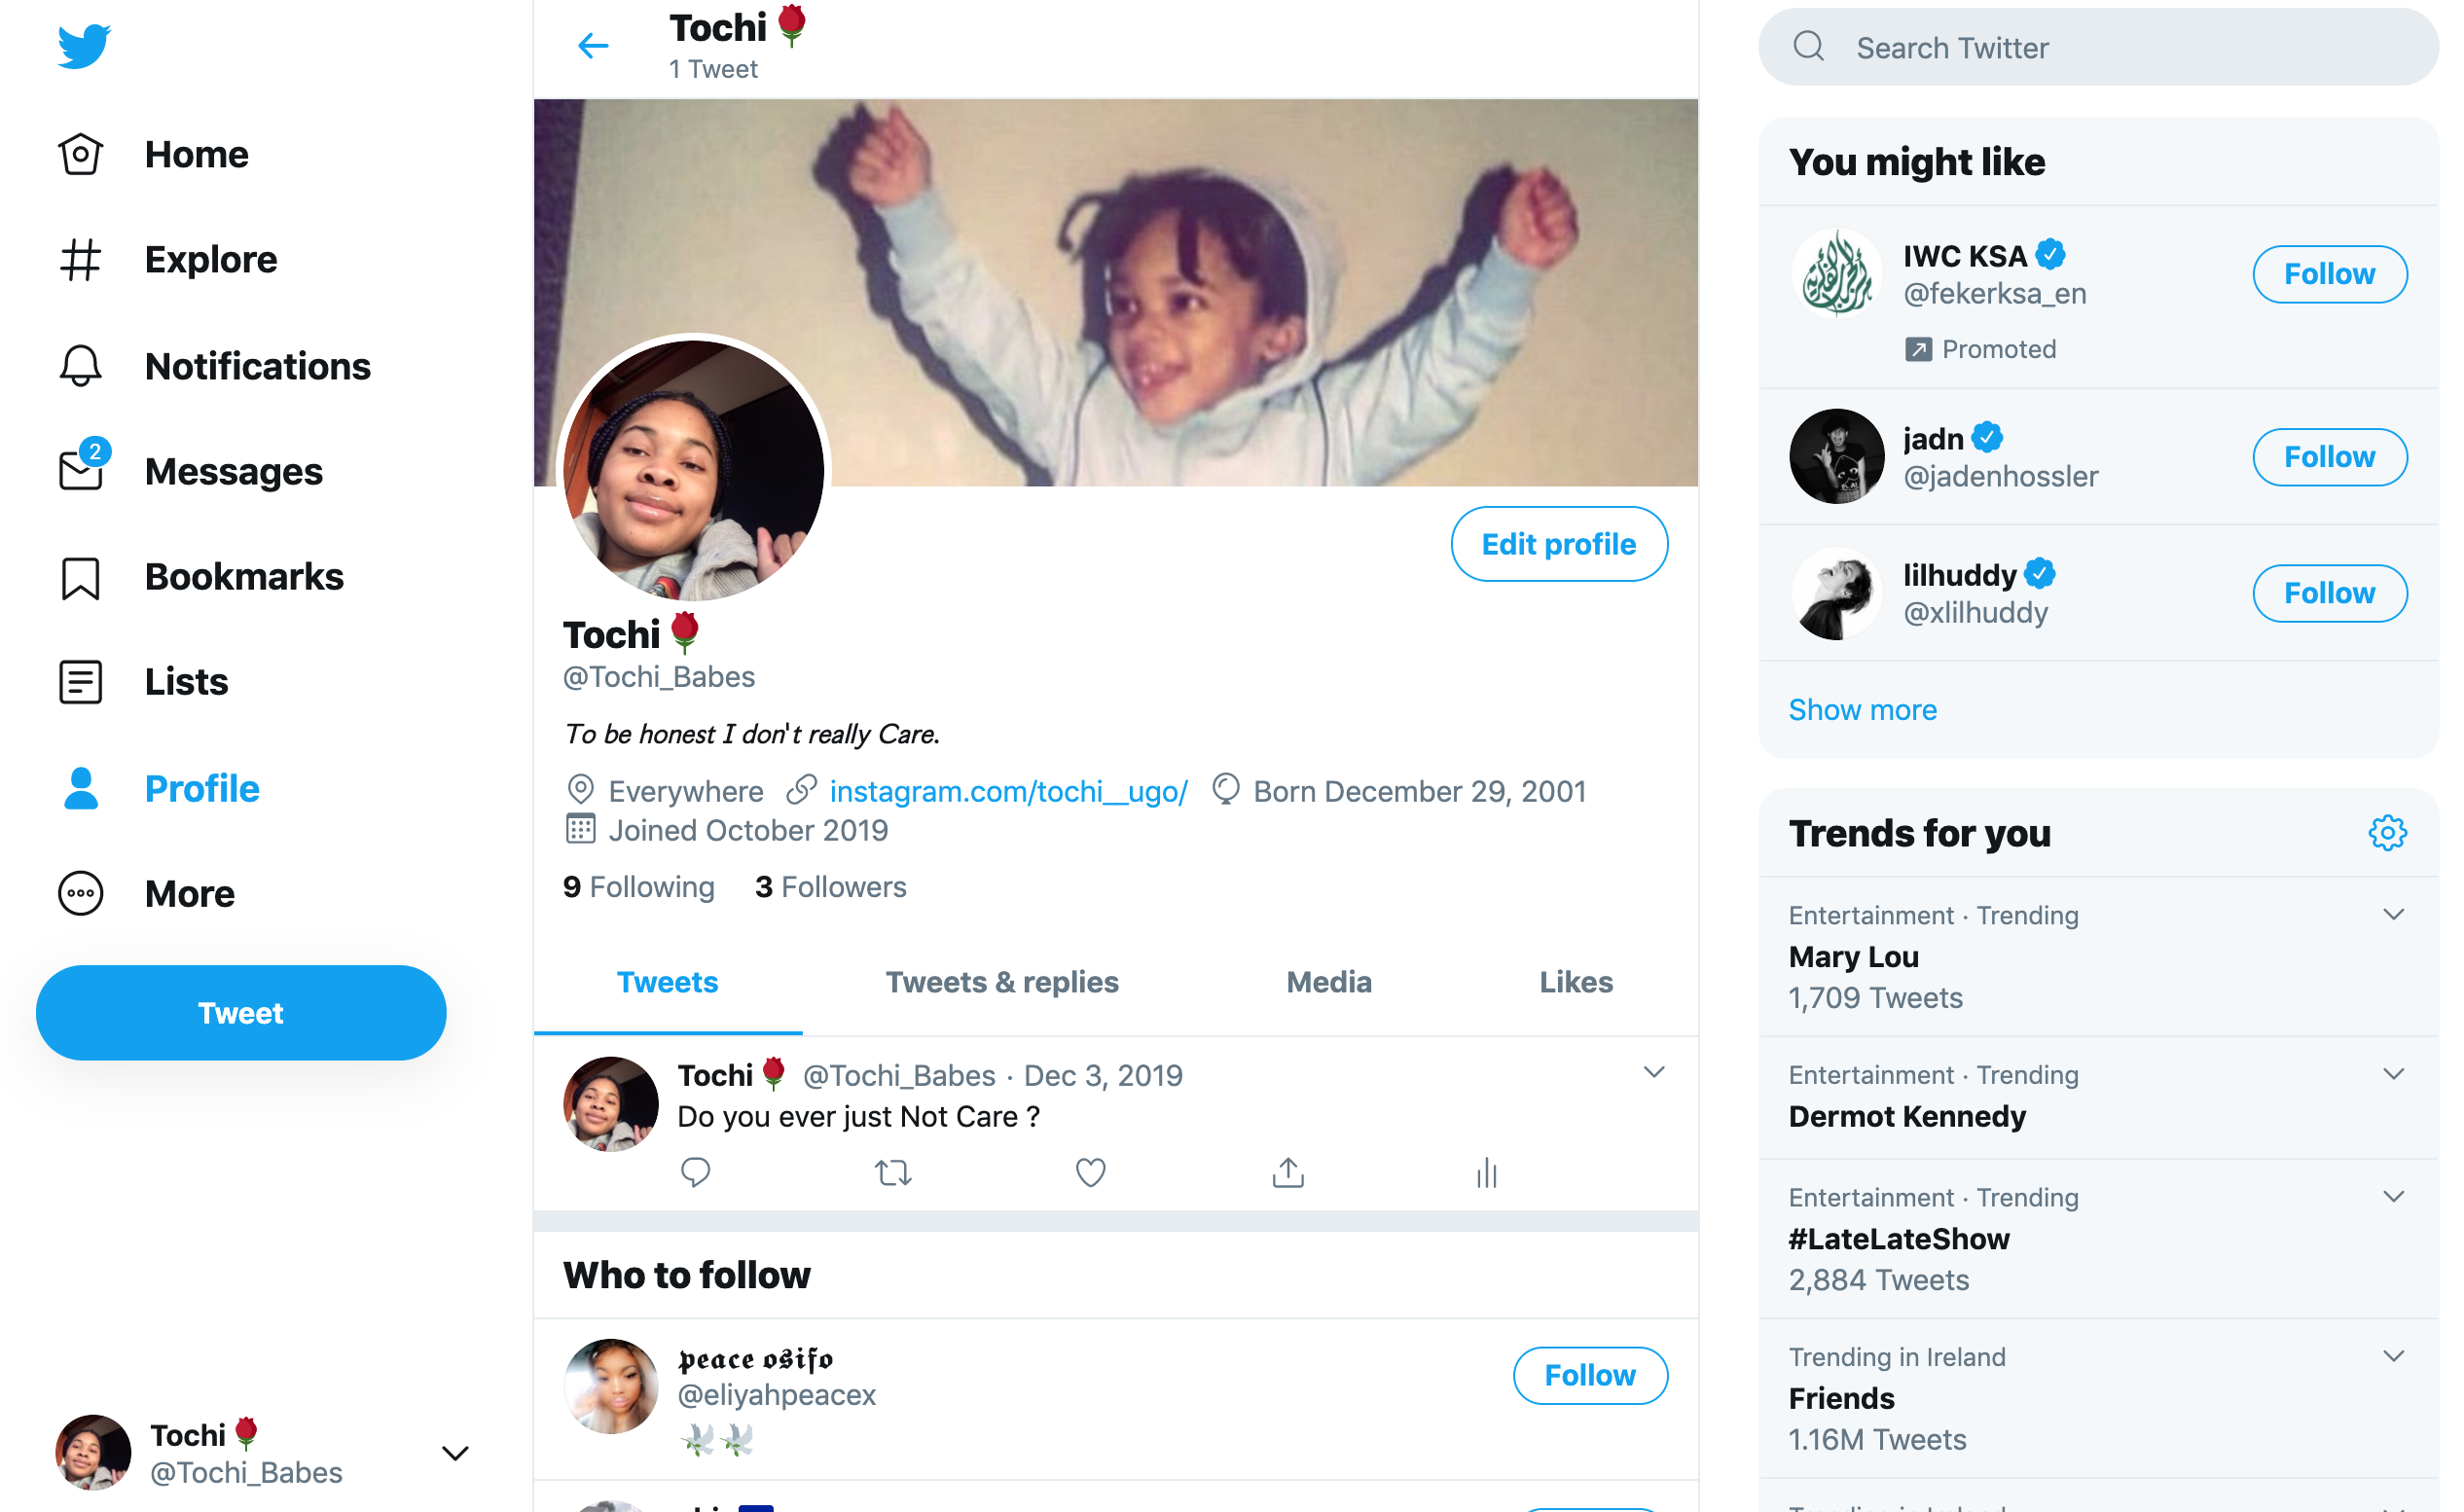 Home
Explore
Notifications
2
Messages
Bookmarks
Lists
Profile
More
Tweet
Tochi🌹
@Tochi_Babes
Tochi🌹
1 Tweet
Edit profile
Tochi🌹
@Tochi_Babes
To be honest I don't really Care.
Everywhere instagram.com/tochi__ugo/ Born December 29, 2001
Joined October 2019
9 Following 3 Followers
Tweets Tweets & replies Media Likes
Tochi🌹 @Tochi_Babes · Dec 3, 2019
Do you ever just Not Care ?
Who to follow
𝖕𝖊𝖆𝖈𝖊 𝖔𝖘𝖎𝖋𝖔
@eliyahpeacex
🕊🕊
Follow
Search Twitter
You might like
IWC KSA
@fekerksa_en
Promoted
Follow
jadn
@jadenhossler
Follow
lilhuddy
@xlilhuddy
Follow
Show more
Trends for you
Entertainment · Trending
Mary Lou
1,709 Tweets
Entertainment · Trending
Dermot Kennedy
Entertainment · Trending
#LateLateShow
2,884 Tweets
Trending in Ireland
Friends
1.16M Tweets